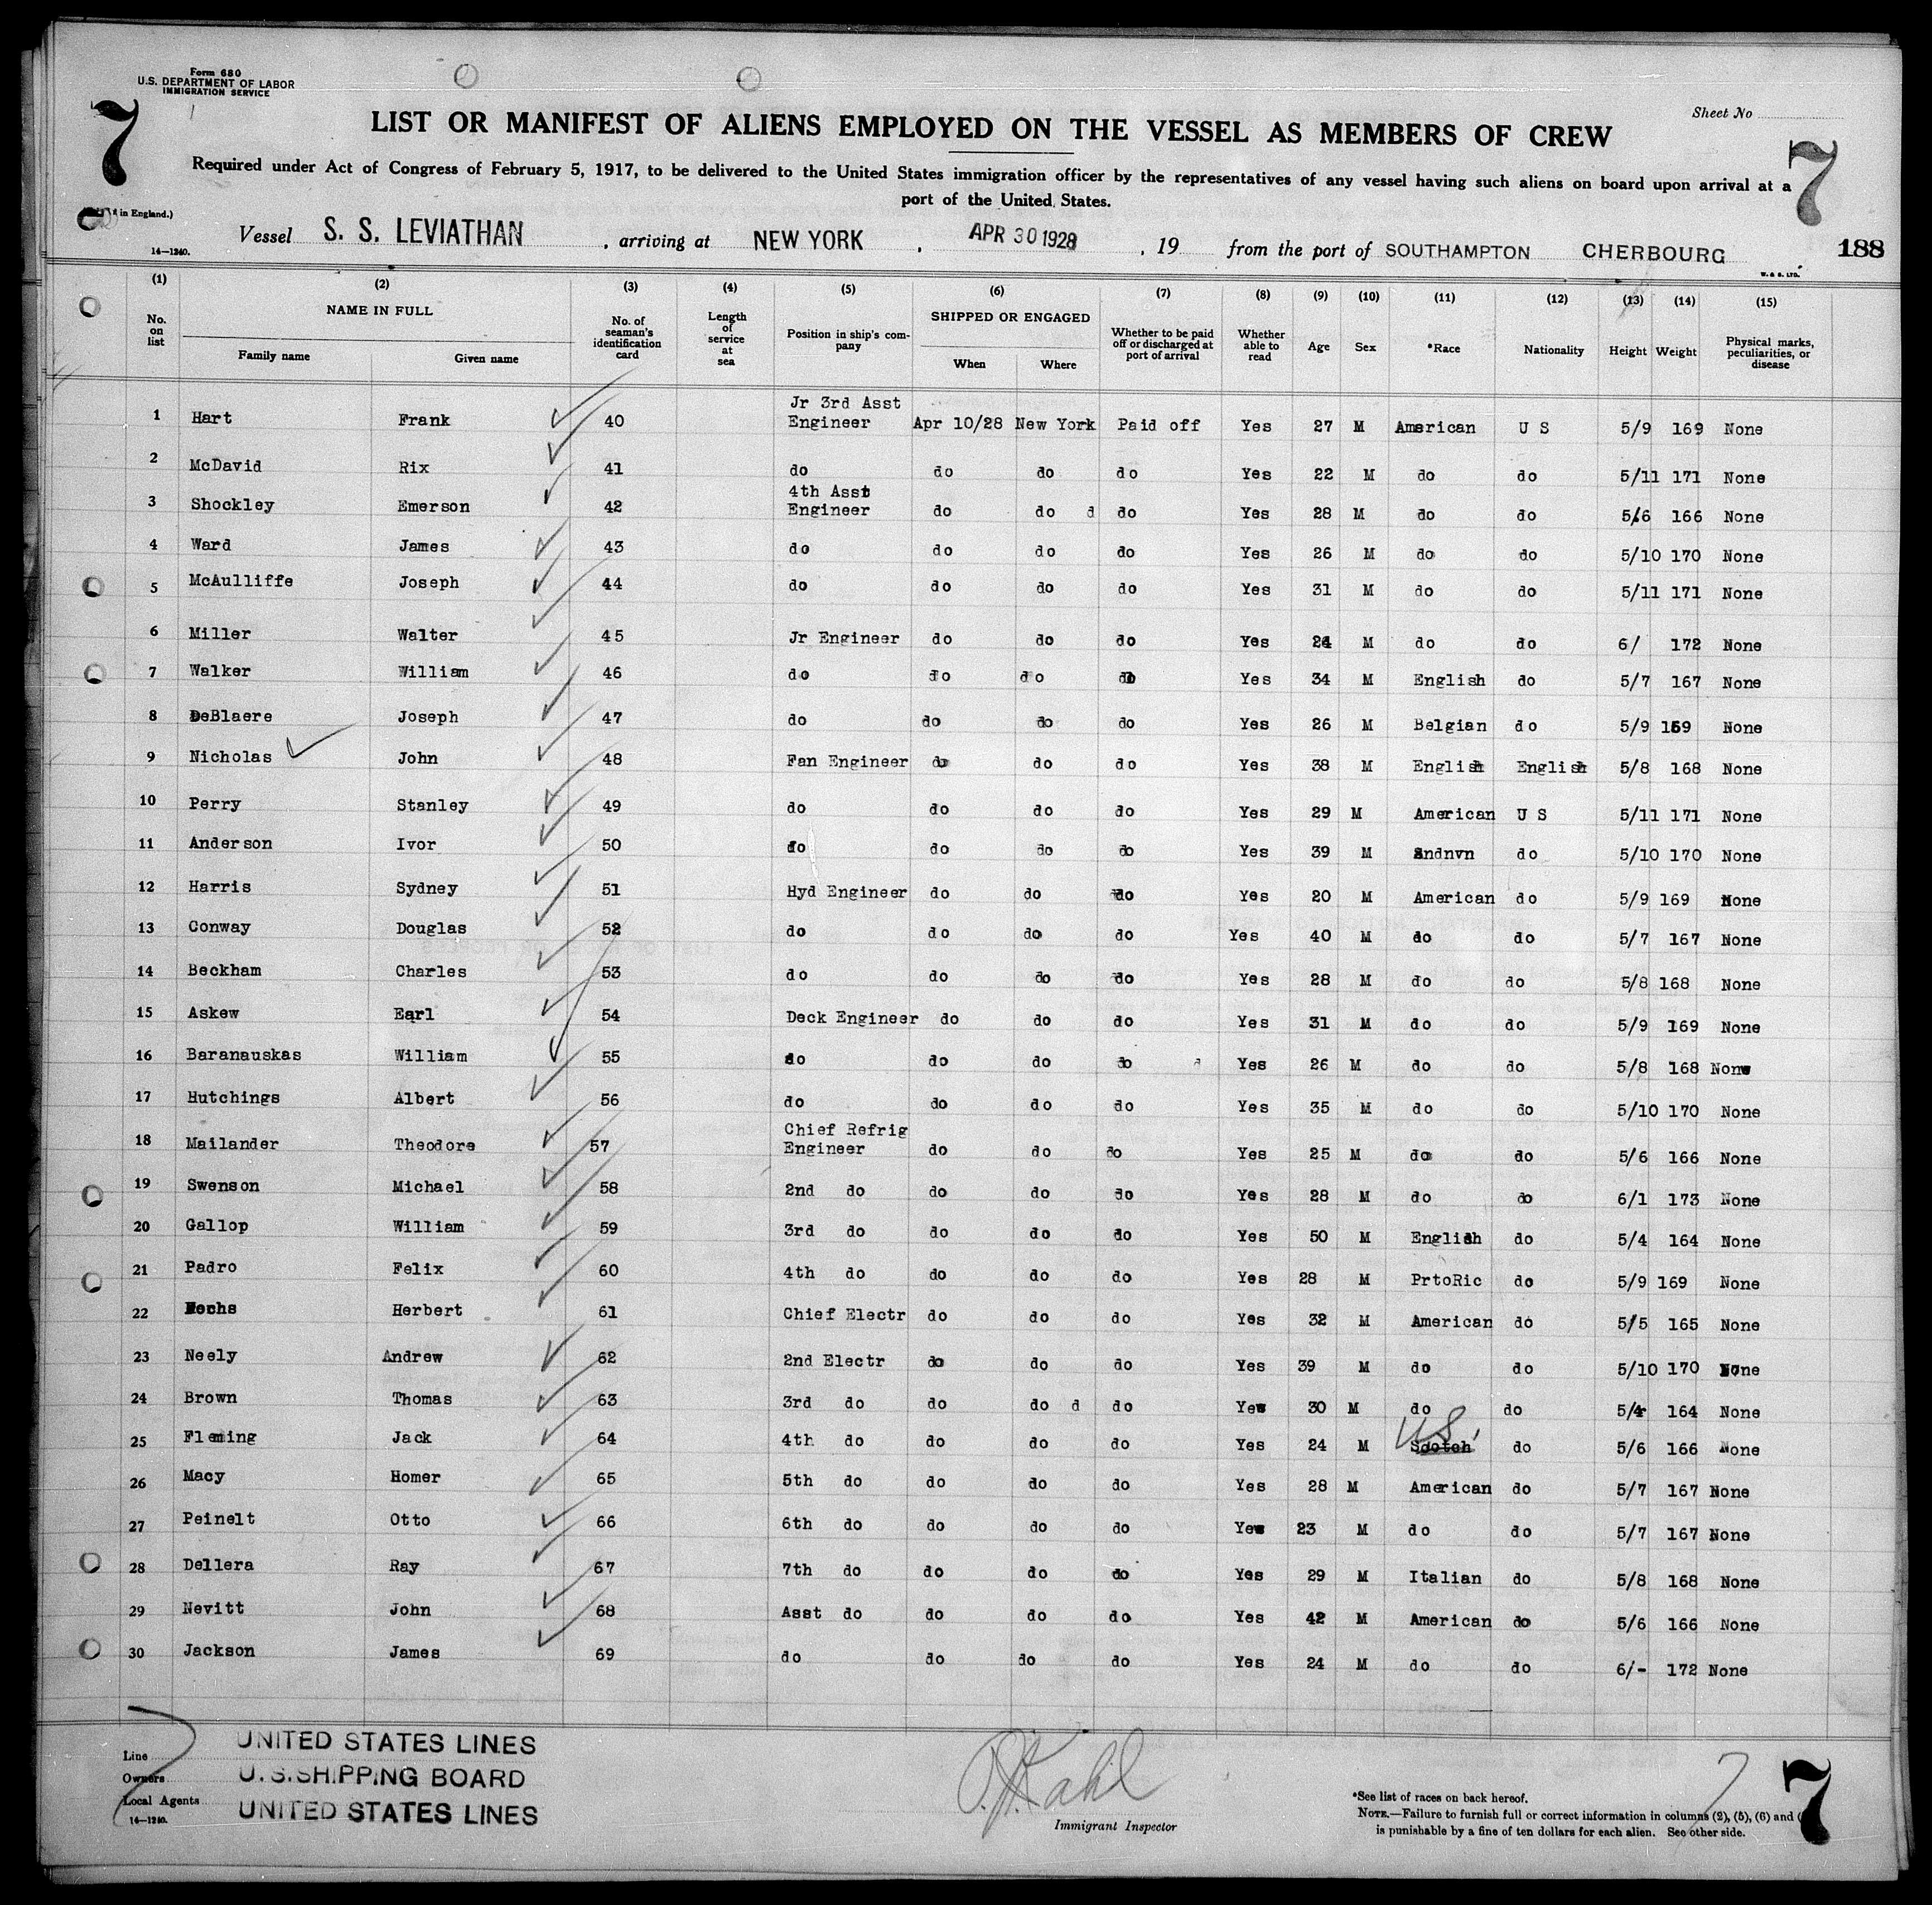 Form 680
U.S. DEPARTMENT OF LABOR
IMMIGRATION SERVICE
7
Sheet No
LIST OR MANIFEST OF ALIENS EMPLOYED ON THE VESSEL AS MEMBERS OF CREW
7
Required under Act of Congress of February 5, 1917, to be delivered to the United States immigration officer by the representatives of any vessel having such aliens on board upon arrival at a
port of the United States.
in England.)
14—1240.
Vessel S. S. LEVIATHAN , arriving at NEW YORK , APR 30 1928 , 19 from the port of SOUTHAMPTON CHERBOURG 188
W. & S. LTD.
(1) (2) (3) (4) (5) (6) (7) (8) (9) (10) (11) (12) (13) (14) (15)
No. on list NAME IN FULL Family name Given name No. of seaman's identification card Length of service at sea Position in ship's company SHIPPED OR ENGAGED When Where Whether to be paid off or discharged at port of arrival Whether able to read Age Sex *Race Nationality Height Weight Physical marks, peculiarities, or disease
1 Hart Frank 40 Jr 3rd Asst Engineer Apr 10/28 New York Paid off Yes 27 M American U S 5/9 169 None
2 McDavid Rix 41 do do do do Yes 22 M do do 5/11 171 None
3 Shockley Emerson 42 4th Asst Engineer do do d do Yes 28 M do do 5/6 166 None
4 Ward James 43 do do do do Yes 26 M do do 5/10 170 None
5 McAulliffe Joseph 44 do do do do Yes 31 M do do 5/11 171 None
6 Miller Walter 45 Jr Engineer do do do Yes 24 M do do 6/ 172 None
7 Walker William 46 do do do do Yes 34 M English do 5/7 167 None
8 DeBlaere Joseph 47 do do do do Yes 26 M Belgian do 5/9 169 None
9 Nicholas John 48 Fan Engineer do do do Yes 38 M English English 5/8 168 None
10 Perry Stanley 49 do do do do Yes 29 M American U S 5/11 171 None
11 Anderson Ivor 50 do do do do Yes 39 M Sndnvn do 5/10 170 None
12 Harris Sydney 51 Hyd Engineer do do do Yes 20 M American do 5/9 169 None
13 Conway Douglas 52 do do do do Yes 40 M do do 5/7 167 None
14 Beckham Charles 53 do do do do Yes 28 M do do 5/8 168 None
15 Askew Earl 54 Deck Engineer do do do Yes 31 M do do 5/9 169 None
16 Baranauskas William 55 do do do do Yes 26 M do do 5/8 168 None
17 Hutchings Albert 56 do do do do Yes 35 M do do 5/10 170 None
18 Mailander Theodore 57 Chief Refrig Engineer do do do Yes 25 M do do 5/6 166 None
19 Swenson Michael 58 2nd do do do do Yes 28 M do do 6/1 173 None
20 Gallop William 59 3rd do do do do Yes 50 M English do 5/4 164 None
21 Padro Felix 60 4th do do do do Yes 28 M PrtoRic do 5/9 169 None
22 Herbert 61 Chief Electr do do do Yes 32 M American do 5/5 165 None
23 Neely Andrew 62 2nd Electr do do do Yes 39 M do do 5/10 170 None
24 Brown Thomas 63 3rd do do do d do Yes 30 M do do 5/4 164 None
25 Fleming Jack 64 4th do do do do Yes 24 M Scotch U S, do 5/6 166 None
26 Macy Homer 65 5th do do do do Yes 28 M American do 5/7 167 None
27 Peinelt Otto 66 6th do do do do Yes 23 M do do 5/7 167 None
28 Dellera Ray 67 7th do do do do Yes 29 M Italian do 5/8 168 None
29 Nevitt John 68 Asst do do do do Yes 42 M American do 5/6 166 None
30 Jackson James 69 do do do do Yes 24 M do do 6/- 172 None
Line UNITED STATES LINES
Owners U.S. SHIPPING BOARD
Local Agents UNITED STATES LINES
14—1240.
Kahl
Immigrant Inspector
*See list of races on back hereof.
NOTE.—Failure to furnish full or correct information in columns (2), (5), (6) and (
is punishable by a fine of ten dollars for each alien. See other side.
7
7